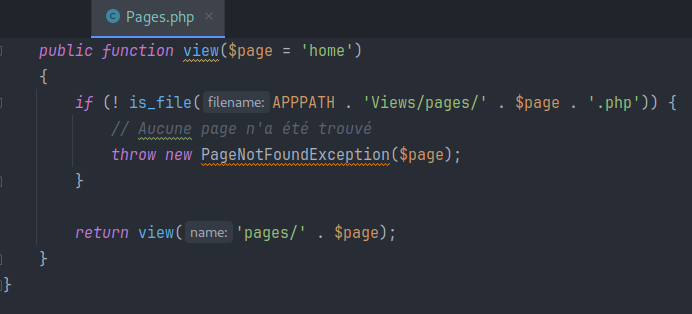 Pages.php
public function view($page = 'home')
{
if (! is_file( filename: APPPATH . 'Views/pages/' . $page . '.php')) {
// Aucune page n'a été trouvé
throw new PageNotFoundException($page);
}
return view( name: 'pages/' . $page);
}
}